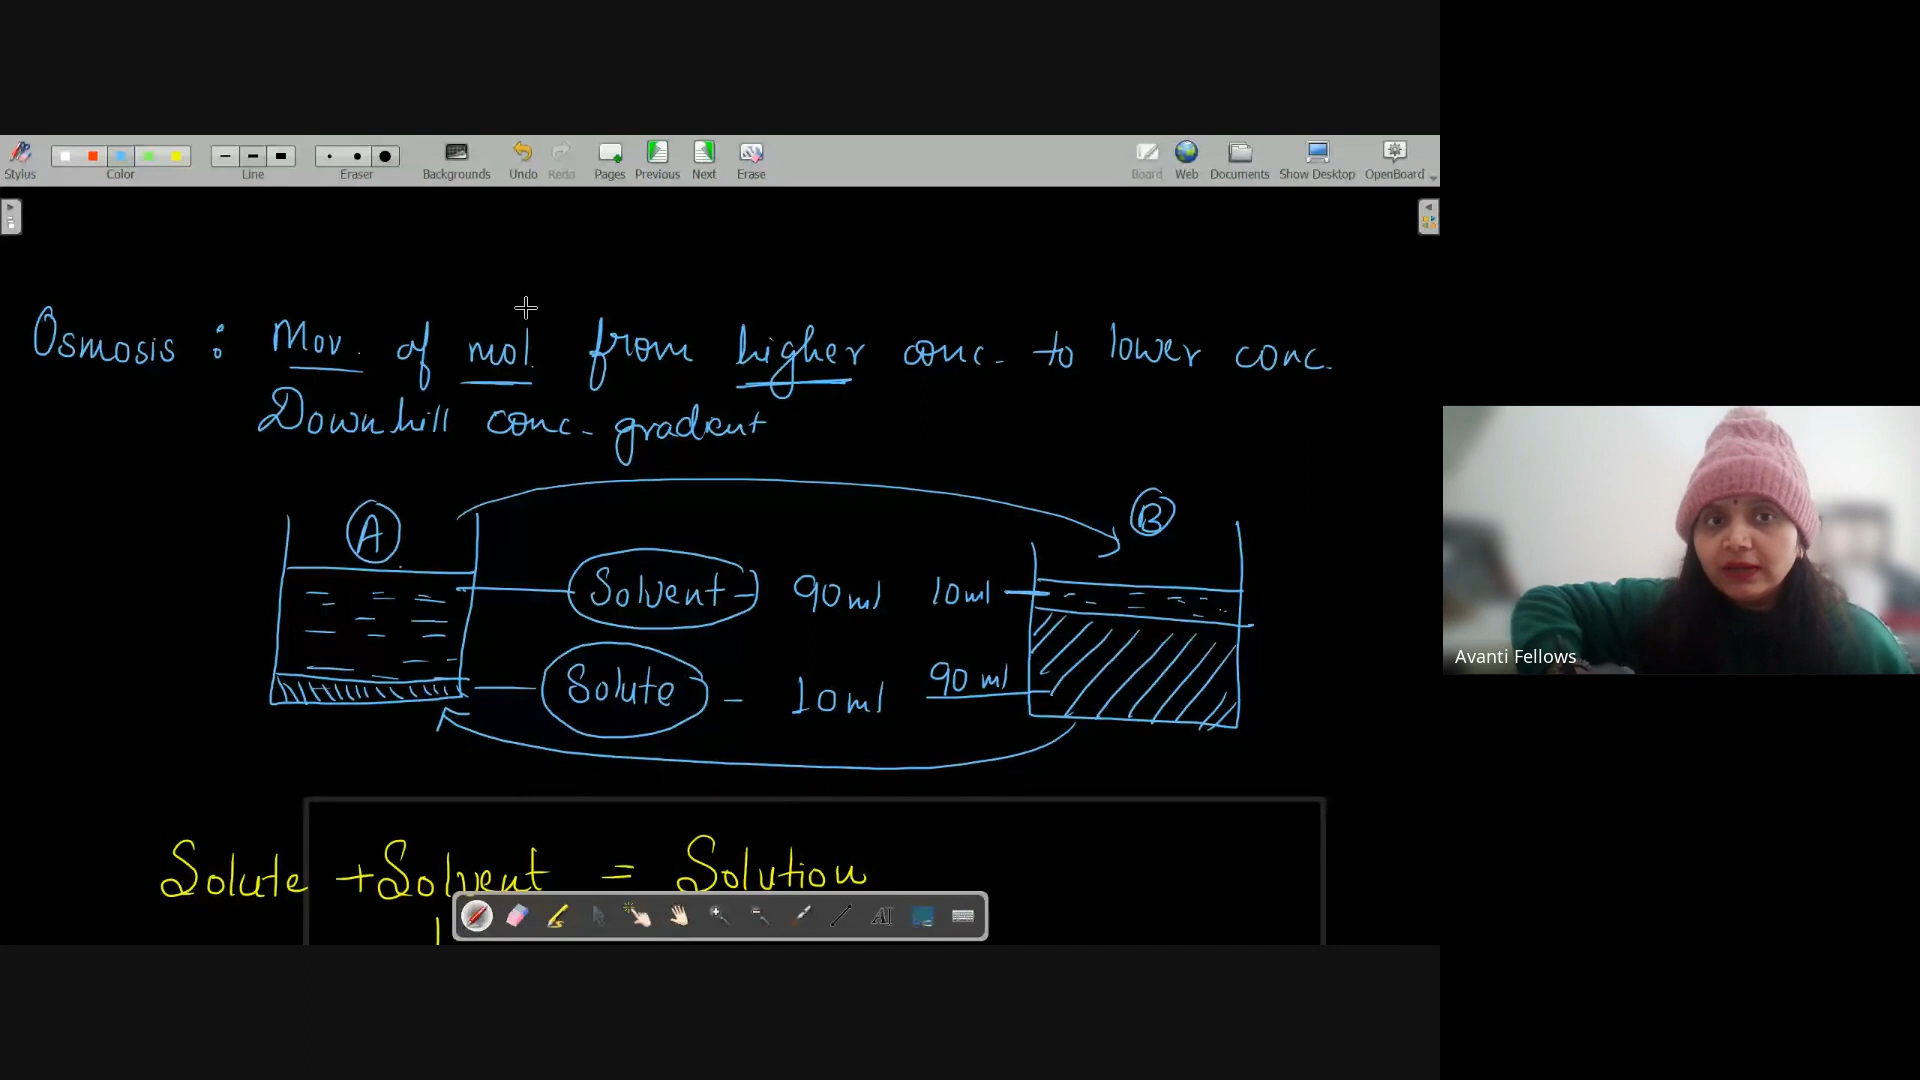 Stylus Color Line Eraser Backgrounds Undo Redo Pages Previous Next Erase Board Web Documents Show Desktop OpenBoard
Osmosis : Mov. of mol. from higher conc. to lower conc.
Downhill conc. gradient
A
B
Solvent - 90ml 10ml
Solute - 10ml 90 ml
Avanti Fellows
Solute + Solvent = Solution
AI